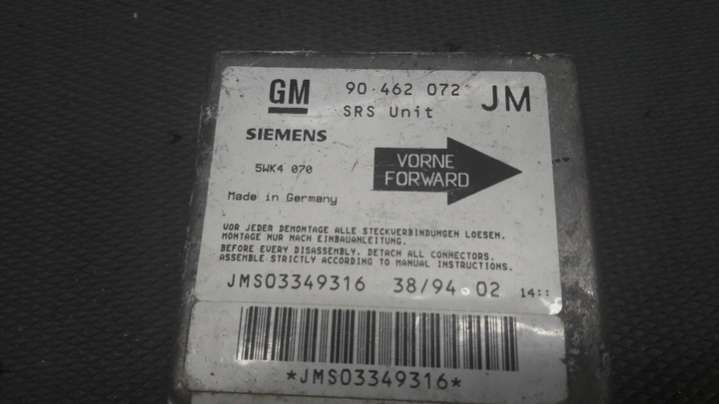 GM 90·462 072 JM
SRS Unit
SIEMENS
5WK4 070
VORNE
FORWARD
Made in Germany
VOR JEDER DEMONTAGE ALLE STECKVERBINDUNGEN LOESEN.
MONTAGE NUR NACH EINBAUANLEITUNG.
BEFORE EVERY DISASSEMBLY, DETACH ALL CONNECTORS.
ASSEMBLE STRICTLY ACCORDING TO MANUAL INSTRUCTIONS.
JMS03349316 38/94 02
*JMS03349316*